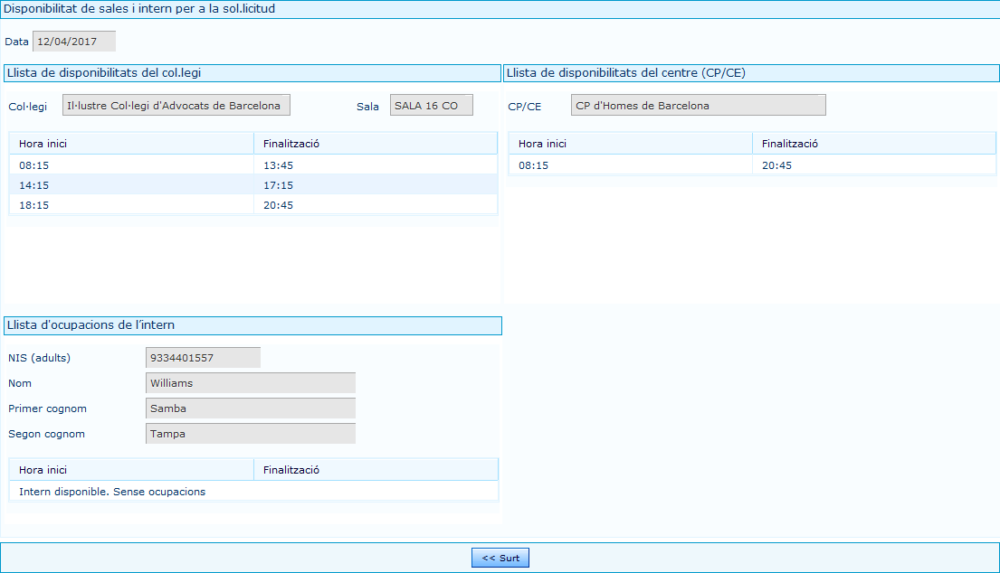 Disponibilitat de sales i intern per a la sol.licitud
Data 12/04/2017
Llista de disponibilitats del col.legi
Col·legi Il·lustre Col·legi d'Advocats de Barcelona Sala SALA 16 CO
Hora inici Finalització
08:15 13:45
14:15 17:15
18:15 20:45
Llista de disponibilitats del centre (CP/CE)
CP/CE CP d'Homes de Barcelona
Hora inici Finalització
08:15 20:45
Llista d'ocupacions de l'intern
NIS (adults) 9334401557
Nom Williams
Primer cognom Samba
Segon cognom Tampa
Hora inici Finalització
Intern disponible. Sense ocupacions
<< Surt